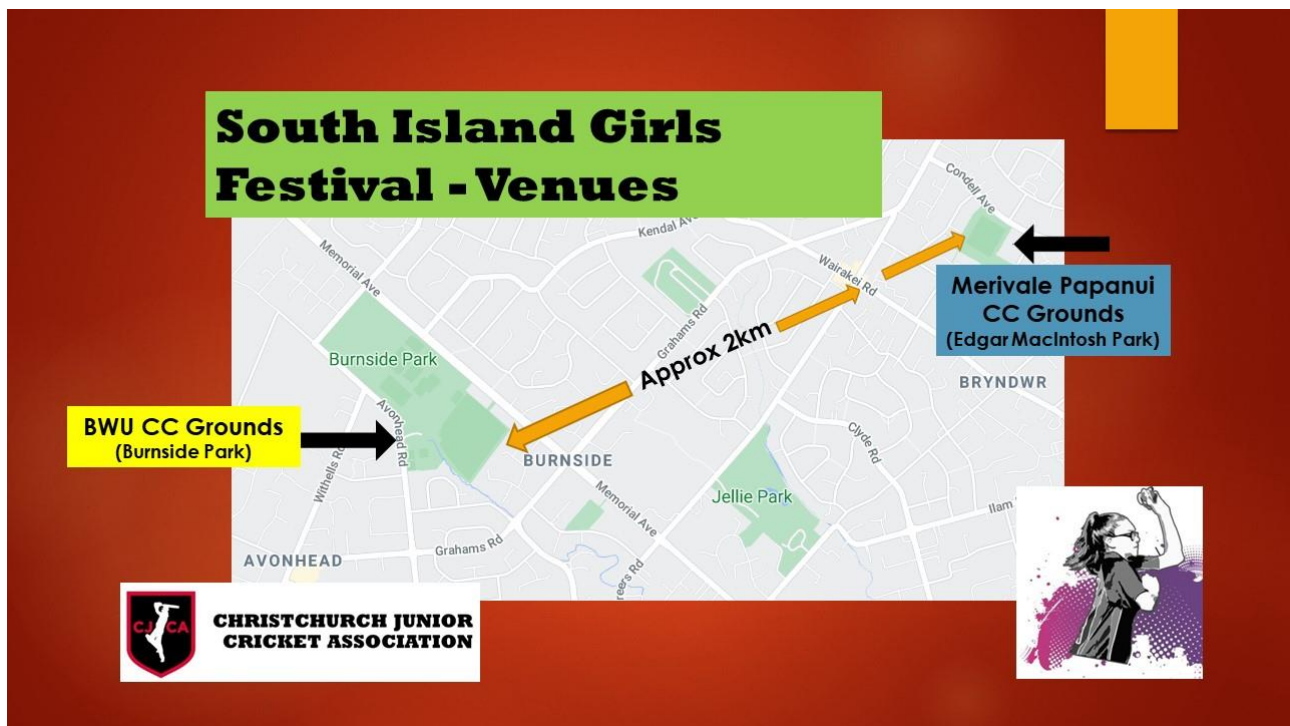 South Island Girls
Festival - Venues
Condell Ave
Kendal Ave
Memorial Ave
Wairakei Rd
Merivale Papanui
CC Grounds
(Edgar MacIntosh Park)
Grahams Rd
Approx 2km
Burnside Park
BRYNDWR
Avonhead Rd
BWU CC Grounds
(Burnside Park)
Clyde Rd
Withells Rd
BURNSIDE
Jellie Park
Memorial Ave
Ilam
Grahams Rd
AVONHEAD
reers Rd
CJCA
CHRISTCHURCH JUNIOR
CRICKET ASSOCIATION